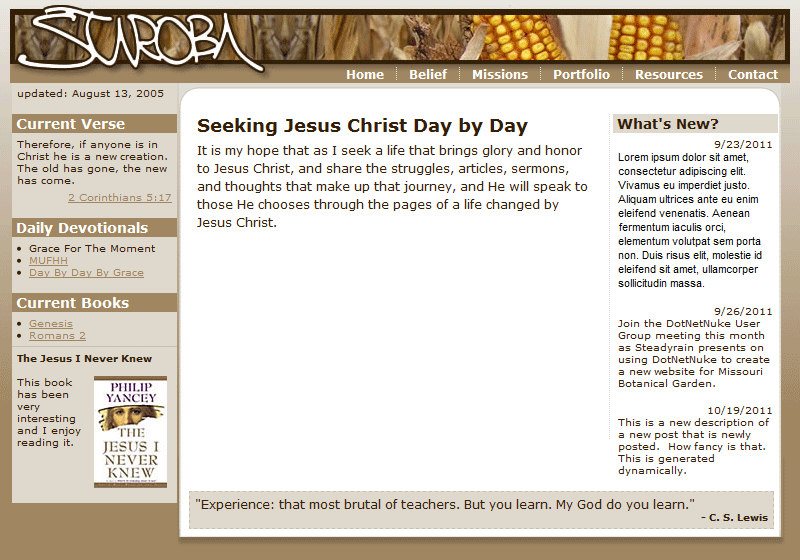 STAROBA
Home Belief Missions Portfolio Resources Contact
updated: August 13, 2005
Current Verse
Therefore, if anyone is in
Christ he is a new creation.
The old has gone, the new
has come.
2 Corinthians 5:17
Daily Devotionals
Grace For The Moment
MUFHH
Day By Day By Grace
Current Books
Genesis
Romans 2
The Jesus I Never Knew
This book
has been
very
interesting
and I enjoy
reading it.
PHILIP
YANCEY
THE
JESUS I
NEVER
KNEW
Seeking Jesus Christ Day by Day
It is my hope that as I seek a life that brings glory and honor
to Jesus Christ, and share the struggles, articles, sermons,
and thoughts that make up that journey, and He will speak to
those He chooses through the pages of a life changed by
Jesus Christ.
What's New?
9/23/2011
Lorem ipsum dolor sit amet,
consectetur adipiscing elit.
Vivamus eu imperdiet justo.
Aliquam ultrices ante eu enim
eleifend venenatis. Aenean
fermentum iaculis orci,
elementum volutpat sem porta
non. Duis risus elit, molestie id
eleifend sit amet, ullamcorper
sollicitudin massa.
9/26/2011
Join the DotNetNuke User
Group meeting this month
as Steadyrain presents on
using DotNetNuke to create
a new website for Missouri
Botanical Garden.
10/19/2011
This is a new description of
a new post that is newly
posted.  How fancy is that.
This is generated
dynamically.
"Experience: that most brutal of teachers. But you learn. My God do you learn."
- C. S. Lewis